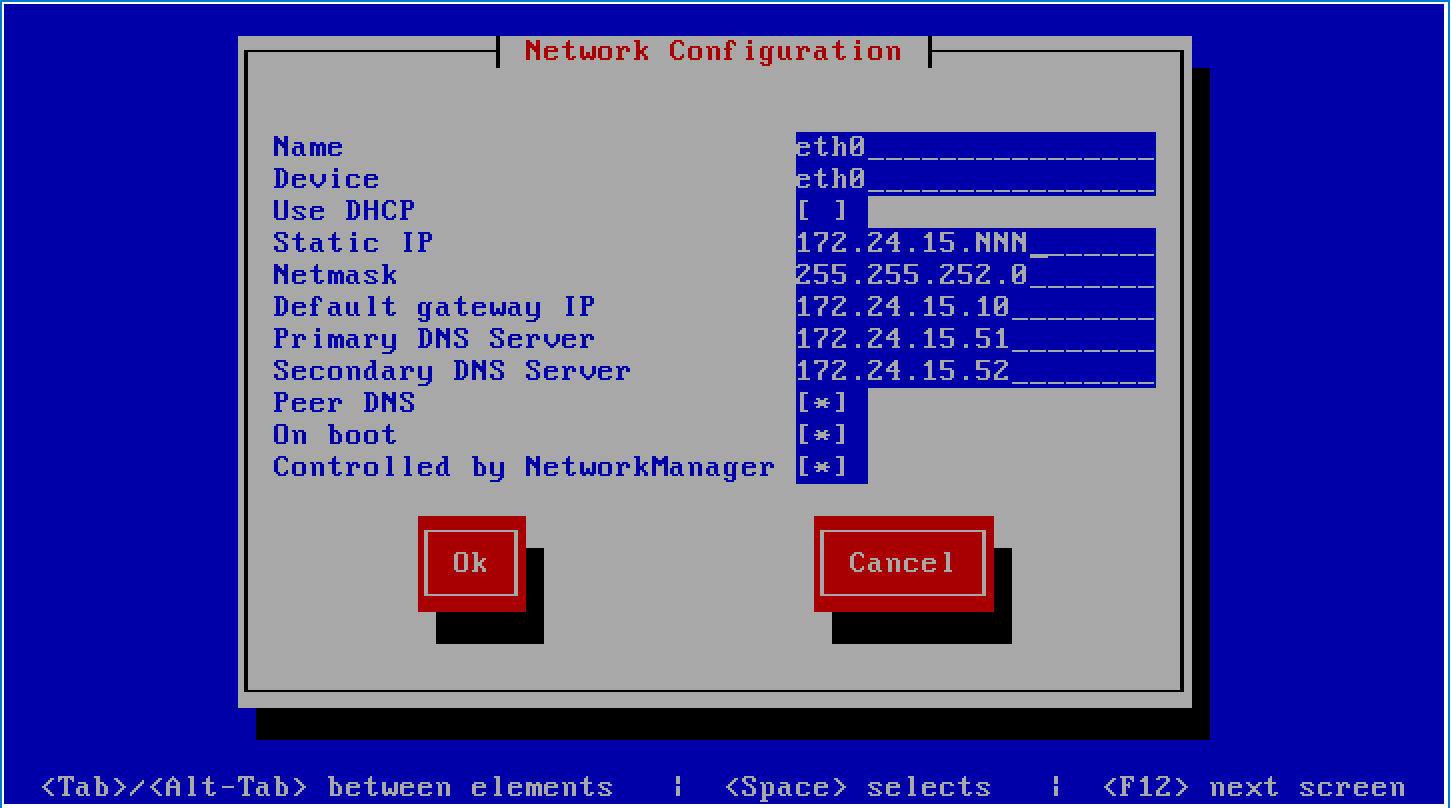 Network Configuration
Name eth0________________
Device eth0________________
Use DHCP [ ]
Static IP 172.24.15.NNN_______
Netmask 255.255.252.0_______
Default gateway IP 172.24.15.10________
Primary DNS Server 172.24.15.51________
Secondary DNS Server 172.24.15.52________
Peer DNS [*]
On boot [*]
Controlled by NetworkManager [*]
Ok Cancel
<Tab>/<Alt-Tab> between elements | <Space> selects | <F12> next screen